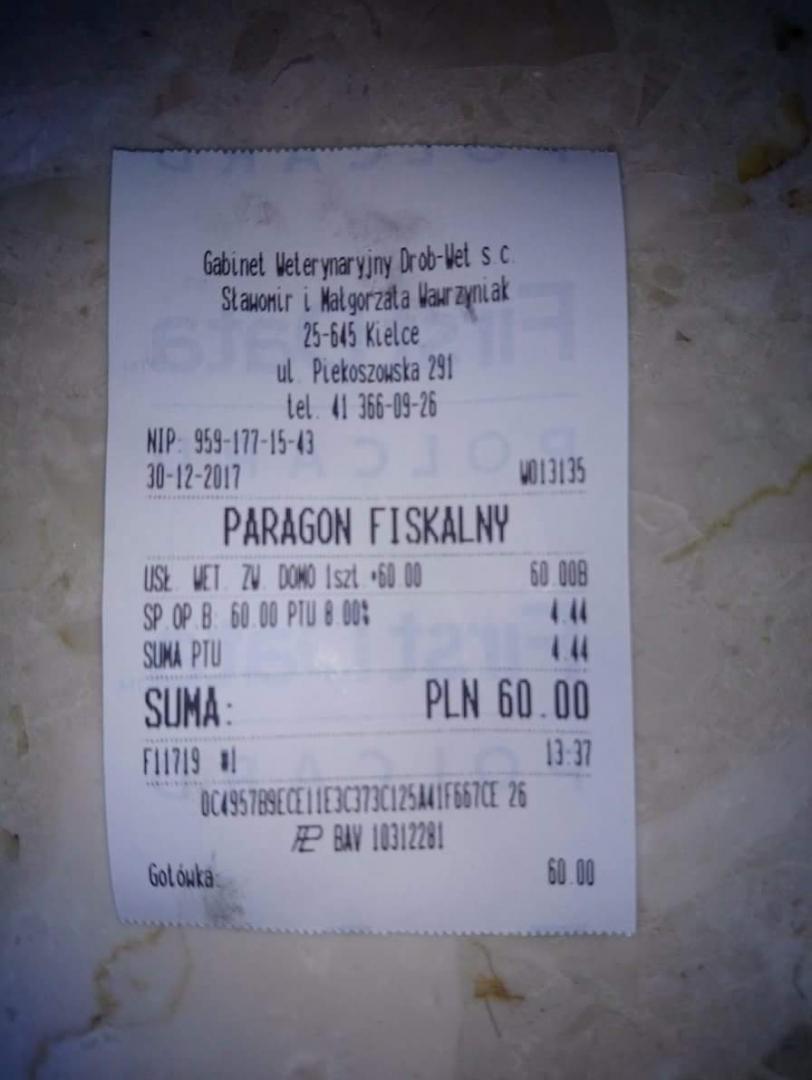 Gabinet Weterynaryjny Drob-Wet s.c.
Sławomir i Małgorzata Wawrzyniak
25-645 Kielce
ul. Piekoszowska 291
tel. 41 366-09-26
NIP: 959-177-15-43
30-12-2017 W013135
PARAGON FISKALNY
USŁ. WET. ZW. DOMO 1szt.*60.00 60.00B
SP.OP.B: 60.00 PTU 8.00% 4.44
SUMA PTU 4.44
SUMA: PLN 60.00
F11719 #1 13:37
0C4957B9ECE11E3C373C125A41F667CE 26
BAV 10312281
Gotówka: 60.00